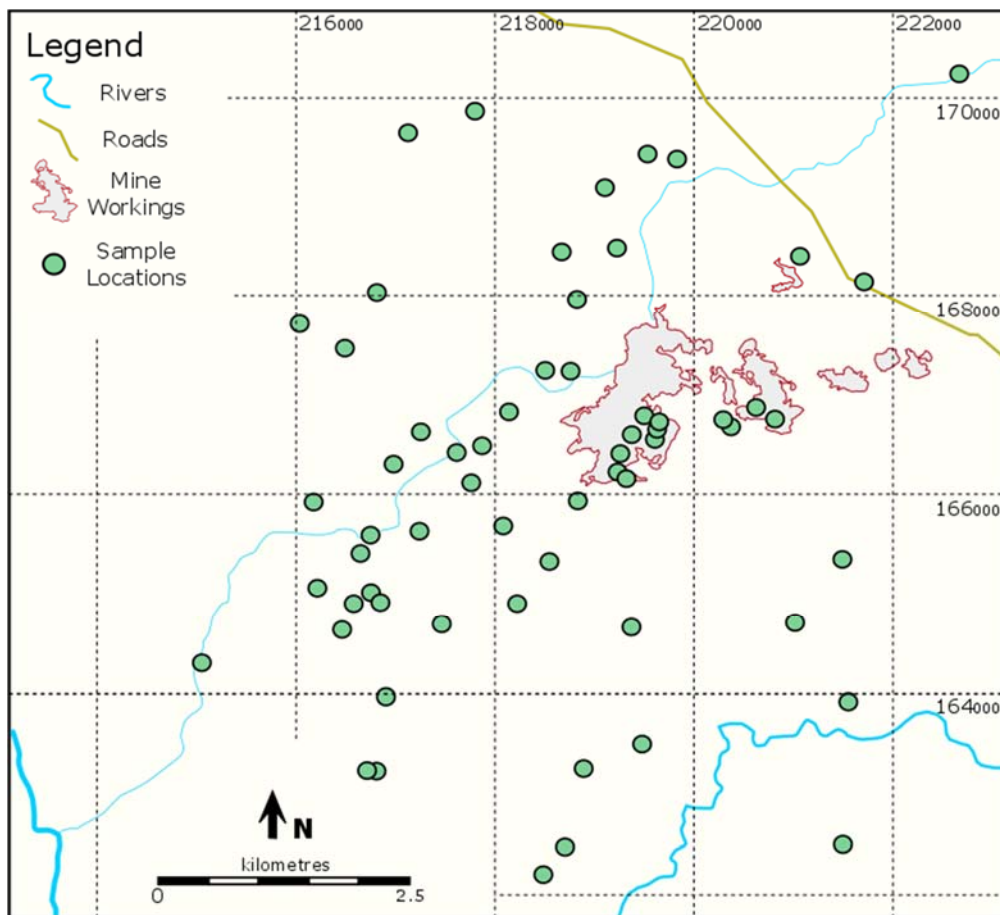 216000
218000
220000
222000
Legend
Rivers
Roads
Mine
Workings
Sample
Locations
170000
168000
166000
164000
N
kilometres
0
2.5